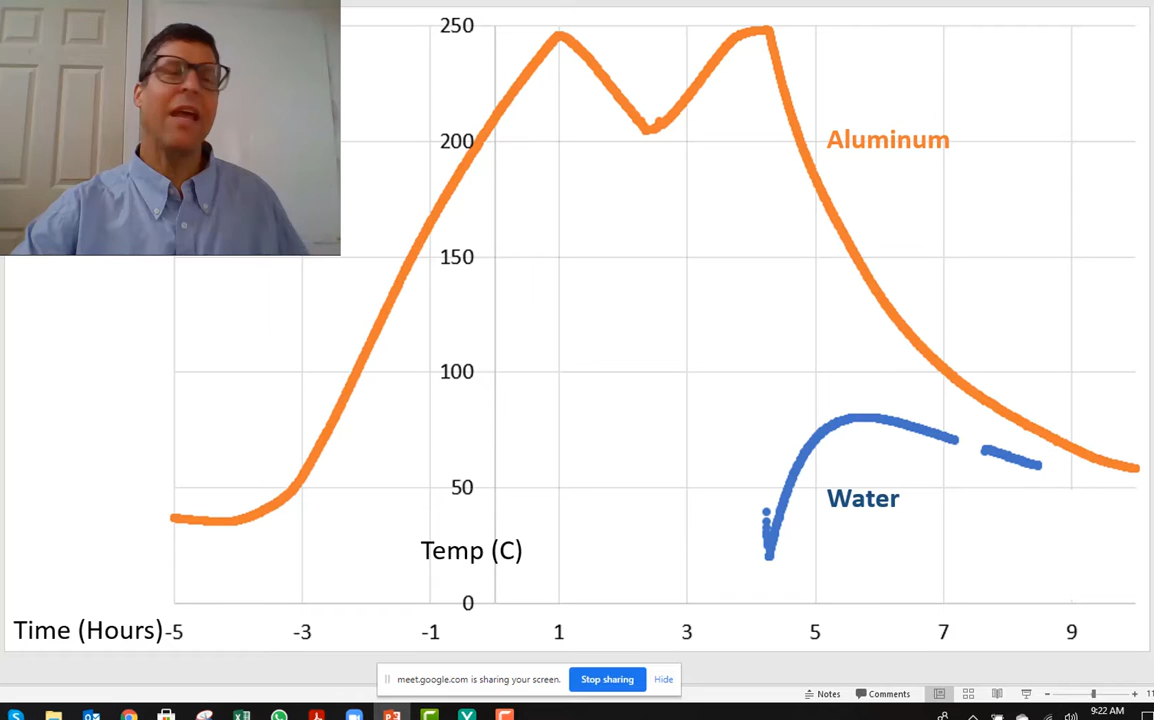 250
200
Aluminum
150
100
50
Water
Temp (C)
0
Time (Hours) -5 -3 -1 1 3 5 7 9
meet.google.com is sharing your screen. Stop sharing Hide
Notes Comments
9:22 AM